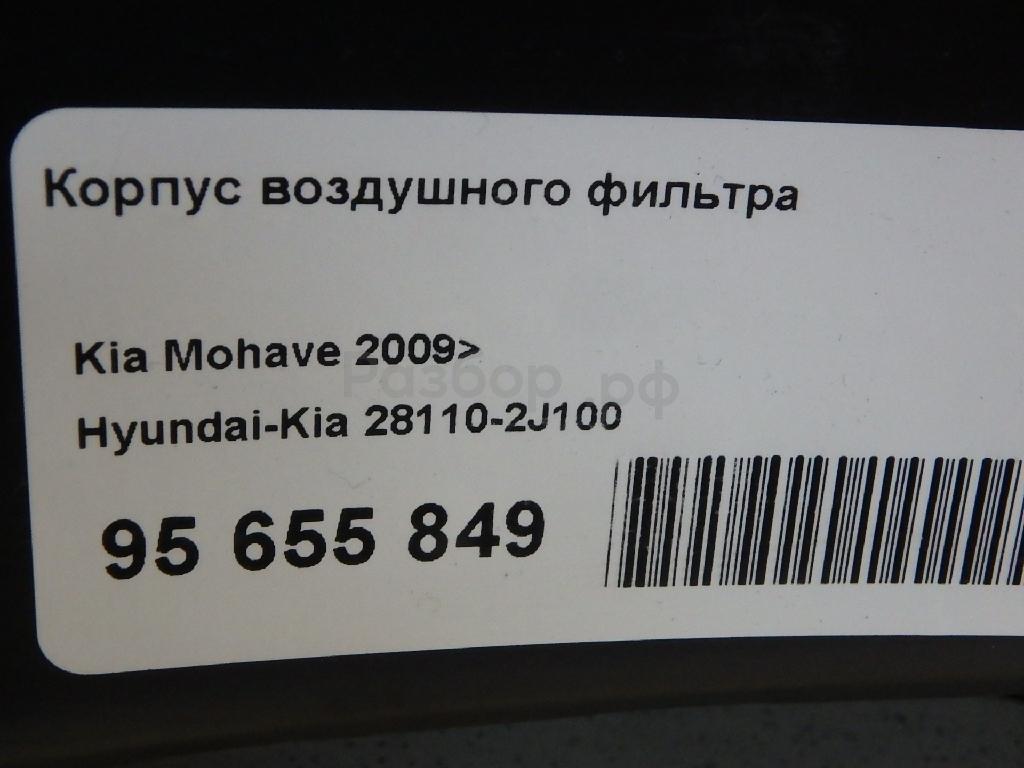 Корпус воздушного фильтра
Kia Mohave 2009>
Разбор.рф
Hyundai-Kia 28110-2J100
95 655 849